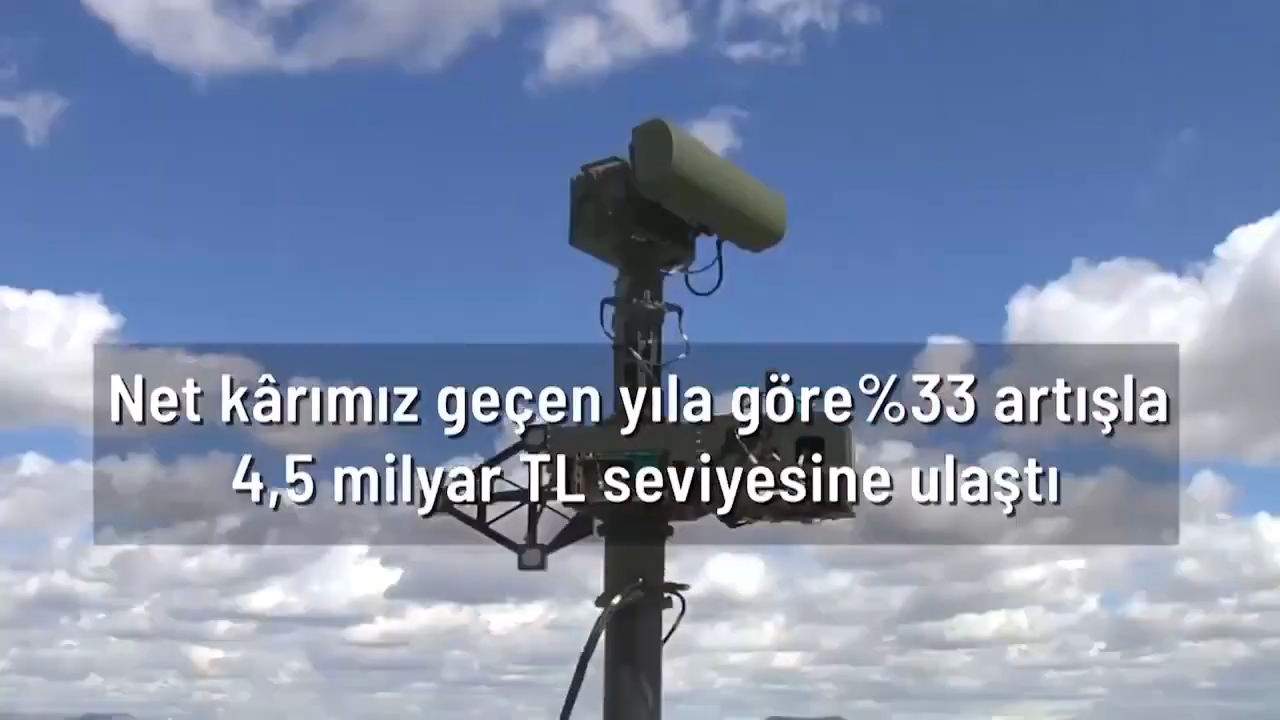 Net kârımız geçen yıla göre%33 artışla
4,5 milyar TL seviyesine ulaştı